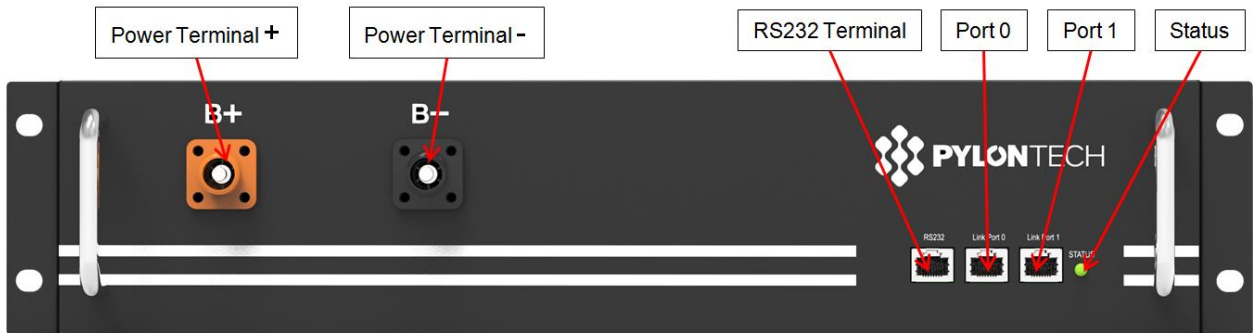 Power Terminal +
Power Terminal -
RS232 Terminal
Port 0
Port 1
Status
B+
B-
PYLONTECH
RS232
Link Port 0
Link Port 1
STATUS